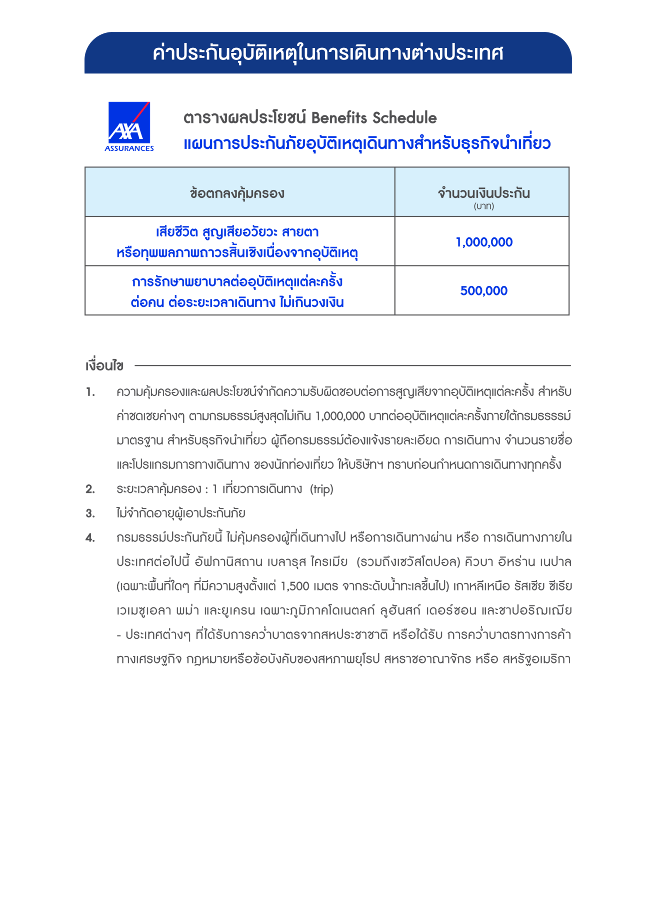 ค่าประกันอุบัติเหตุในการเดินทางต่างประเทศ
AXA
ASSURANCES
ตารางผลประโยชน์ Benefits Schedule
แผนการประกันภัยอุบัติเหตุเดินทางสำหรับธุรกิจนำเที่ยว
ข้อตกลงคุ้มครอง
จำนวนเงินประกัน
(บาท)
เสียชีวิต สูญเสียอวัยวะ สายตา
หรือทุพพลภาพถาวรสิ้นเชิงเนื่องจากอุบัติเหตุ
1,000,000
การรักษาพยาบาลต่ออุบัติเหตุแต่ละครั้ง
ต่อคน ต่อระยะเวลาเดินทาง ไม่เกินวงเงิน
500,000
เงื่อนไข
1. ความคุ้มครองและผลประโยชน์จำกัดความรับผิดชอบต่อการสูญเสียจากอุบัติเหตุแต่ละครั้ง สำหรับ
ค่าชดเชยค่างๆ ตามกรมธรรม์สูงสุดไม่เกิน 1,000,000 บาทต่ออุบัติเหตุแต่ละครั้งภายใต้กรมธรรรม์
มาตรฐาน สำหรับธุรกิจนำเที่ยว ผู้ถือกรมธรรม์ต้องแจ้งรายละเอียด การเดินทาง จำนวนรายชื่อ
และโปรแกรมการทางเดินทาง ของนักท่องเที่ยว ให้บริษัทฯ ทราบก่อนกำหนดการเดินทางทุกครั้ง
2. ระยะเวลาคุ้มครอง : 1 เที่ยวการเดินทาง (trip)
3. ไม่จำกัดอายุผู้เอาประกันภัย
4. กรมธรรม์ประกันภัยนี้ ไม่คุ้มครองผู้ที่เดินทางไป หรือการเดินทางผ่าน หรือ การเดินทางภายใน
ประเทศต่อไปนี้ อัฟกานิสถาน เบลารุส ไครเมีย (รวมถึงเซวัสโตปอล) คิวบา อิหร่าน เนปาล
(เฉพาะพื้นที่ใดๆ ที่มีความสูงตั้งแต่ 1,500 เมตร จากระดับน้ำทะเลขึ้นไป) เกาหลีเหนือ รัสเซีย ซีเรีย
เวเนซุเอลา พม่า และยูเครน เฉพาะภูมิภาคโดเนตสก์ ลูฮันสก์ เคอร์ซอน และซาปอริฌเฌีย
- ประเทศต่างๆ ที่ได้รับการคว่ำบาตรจากสหประชาชาติ หรือได้รับ การคว่ำบาตรทางการค้า
ทางเศรษฐกิจ กฎหมายหรือข้อบังคับของสหภาพยุโรป สหราชอาณาจักร หรือ สหรัฐอเมริกา